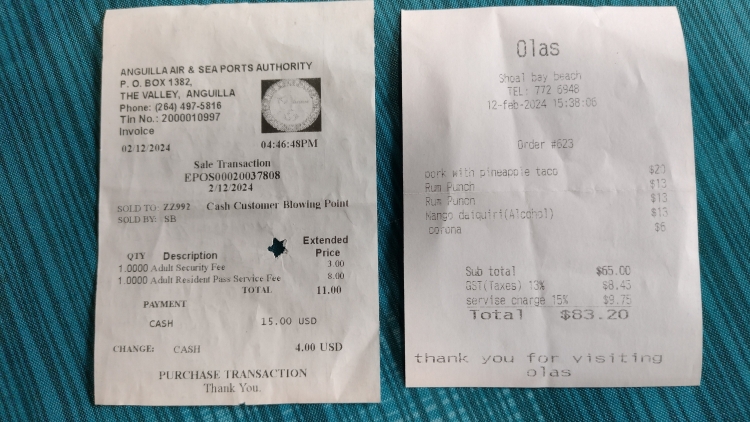 ANGUILLA AIR & SEA PORTS AUTHORITY
P. O. BOX 1382,
THE VALLEY, ANGUILLA
Phone: (264) 497-5816
Tin No.: 2000010997
Invoice
02/12/2024 04:46:48PM
Sale Transaction
EPOS00020037808
2/12/2024
SOLD TO: ZZ992 Cash Customer Blowing Point
SOLD BY: SB
QTY Description Extended Price
1.0000 Adult Security Fee 3.00
1.0000 Adult Resident Pass Service Fee 8.00
TOTAL 11.00
PAYMENT
CASH 15.00 USD
CHANGE: CASH 4.00 USD
PURCHASE TRANSACTION
Thank You.
Olas
Shoal bay beach
TEL: 772 6948
12-feb-2024 15:38:06
Order #623
pork with pineapple taco $20
Rum Punch $13
Rum Punch $13
Mango daiquiri(Alcohol) $13
corona $6
Sub total $65.00
GST(Taxes) 13% $8.45
servise charge 15% $9.75
Total $83.20
thank you for visiting
olas